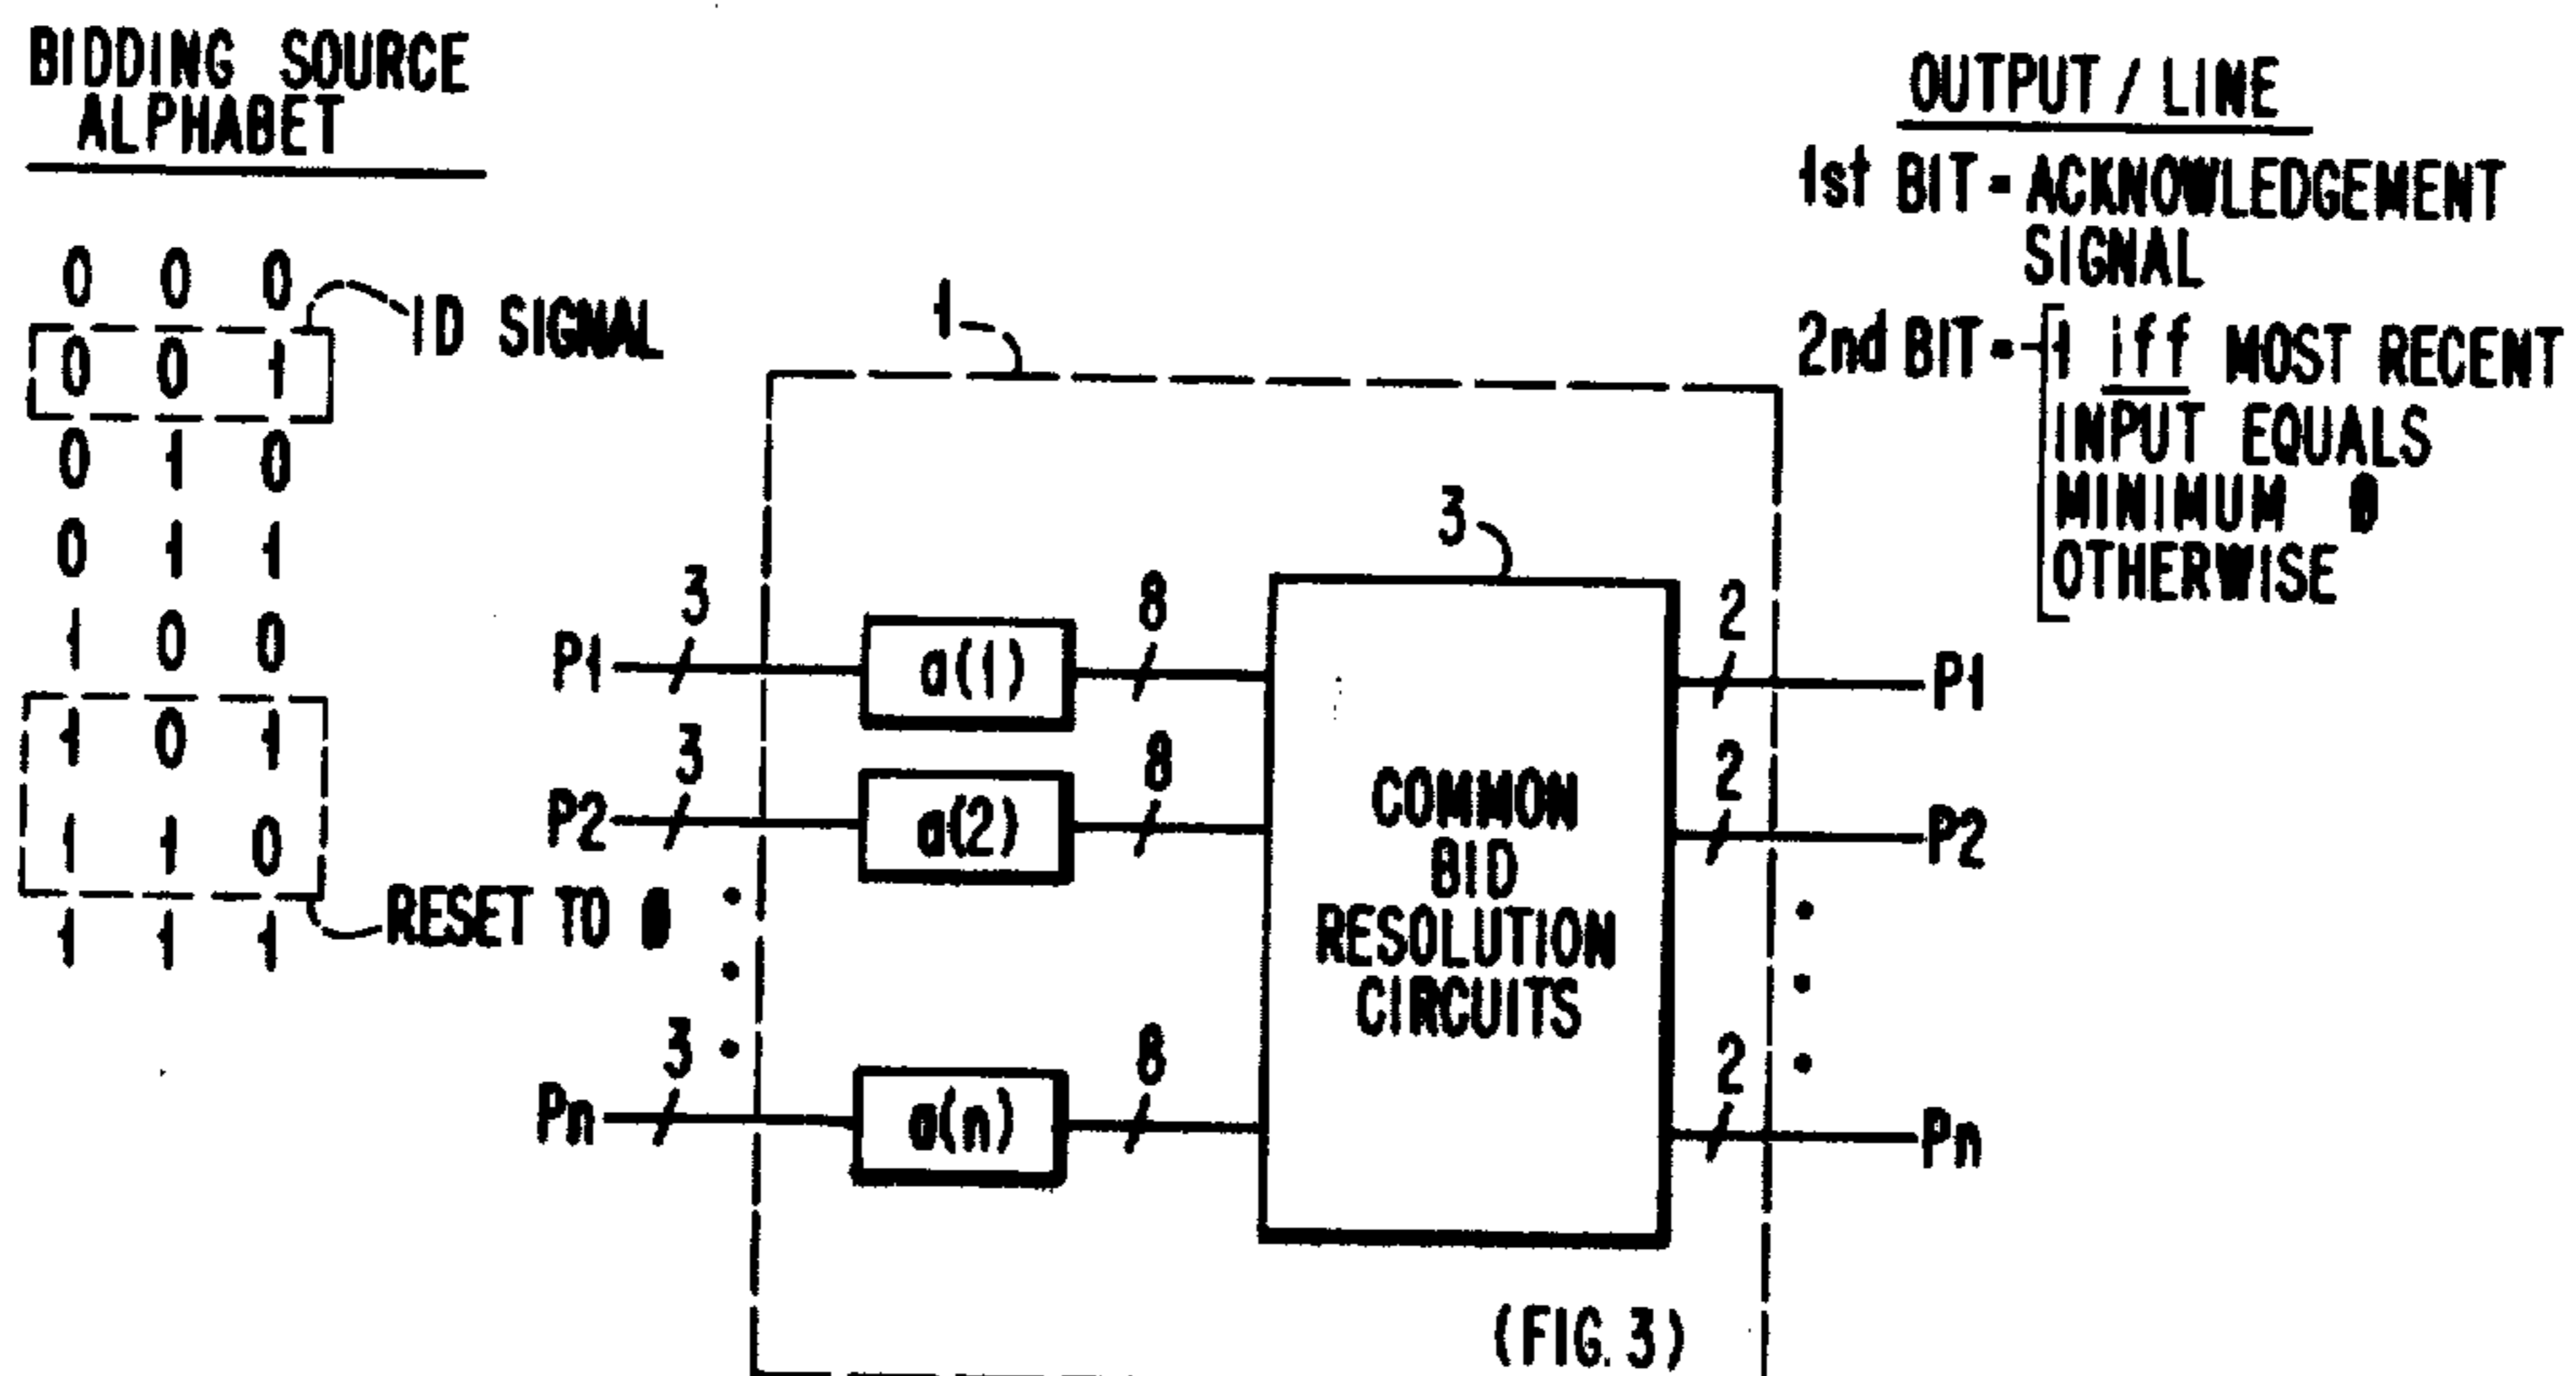 BIDDING SOURCE
ALPHABET
0 0 0
0 0 1
ID SIGNAL
0 1 0
0 1 1
1 0 0
1 0 1
1 1 0
RESET TO 0
1 1 1
1
3
P1
3
a(1)
8
2
P1
P2
3
a(2)
8
2
P2
Pn
3
a(n)
8
2
Pn
COMMON
BID
RESOLUTION
CIRCUITS
(FIG. 3)
OUTPUT / LINE
1st BIT = ACKNOWLEDGEMENT
SIGNAL
2nd BIT = 1 iff MOST RECENT
INPUT EQUALS
MINIMUM 0
OTHERWISE